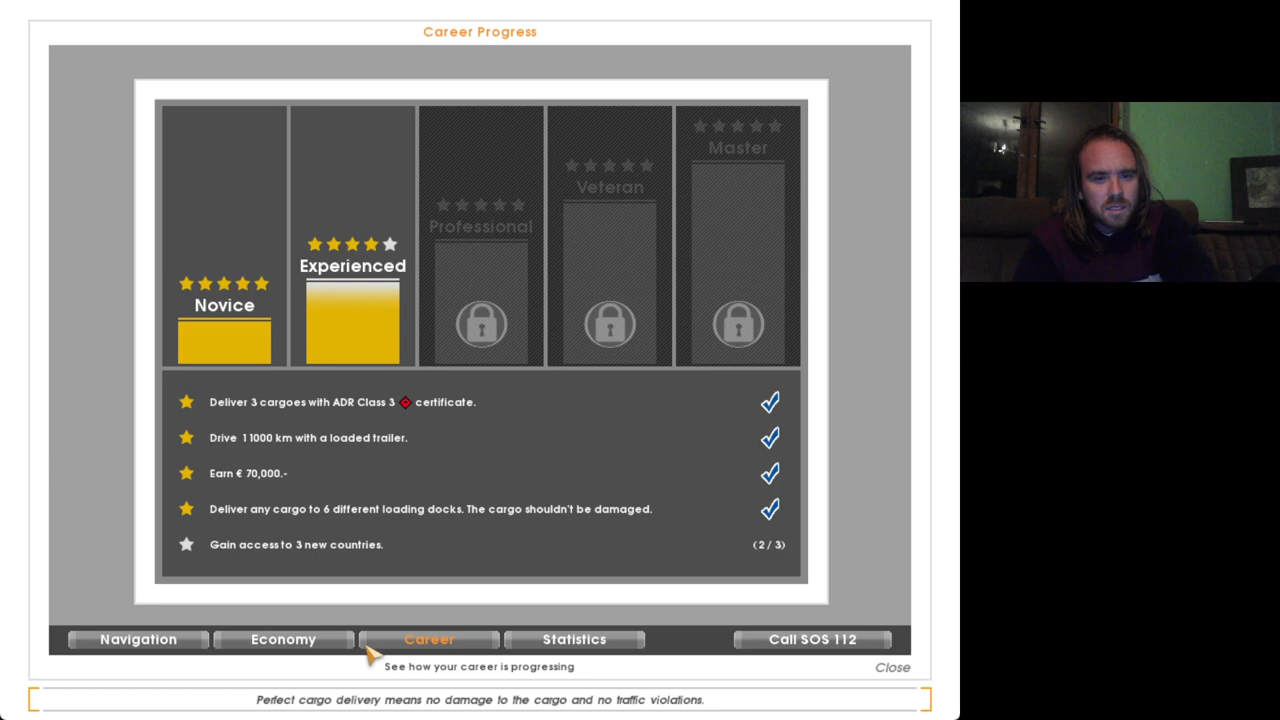 Career Progress
Master
Veteran
Professional
Experienced
Novice
Deliver 3 cargoes with ADR Class 3 certificate.
Drive 11000 km with a loaded trailer.
Earn € 70,000.-
Deliver any cargo to 6 different loading docks. The cargo shouldn't be damaged.
Gain access to 3 new countries. (2 / 3)
Navigation Economy Career Statistics Call SOS 112
See how your career is progressing Close
Perfect cargo delivery means no damage to the cargo and no traffic violations.